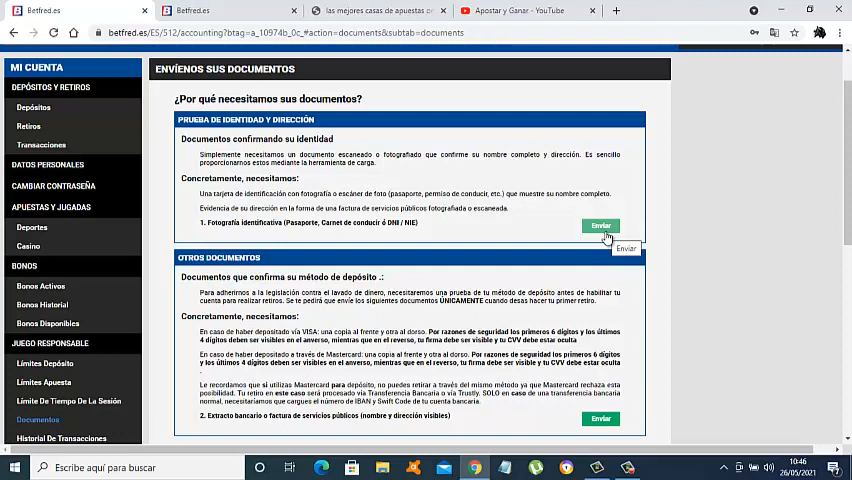 Betfred.es
Betfred.es
las mejores casas de apuestas de
Apostar y Ganar - YouTube
betfred.es/ES/512/accounting?btag=a_10974b_0c_#action=documents&subtab=documents
MI CUENTA
DEPÓSITOS Y RETIROS
Depósitos
Retiros
Transacciones
DATOS PERSONALES
CAMBIAR CONTRASEÑA
APUESTAS Y JUGADAS
Deportes
Casino
BONOS
Bonos Activos
Bonos Historial
Bonos Disponibles
JUEGO RESPONSABLE
Límites Depósito
Límites Apuesta
Límite De Tiempo De La Sesión
Documentos
Historial De Transacciones
ENVÍENOS SUS DOCUMENTOS
¿Por qué necesitamos sus documentos?
PRUEBA DE IDENTIDAD Y DIRECCIÓN
Documentos confirmando su identidad
Simplemente necesitamos un documento escaneado o fotografiado que confirme su nombre completo y dirección. Es sencillo
proporcionarnos estos mediante la herramienta de carga.
Concretamente, necesitamos:
Una tarjeta de identificación con fotografía o escáner de foto (pasaporte, permiso de conducir, etc.) que muestre su nombre completo.
Evidencia de su dirección en la forma de una factura de servicios públicos fotografiada o escaneada.
1. Fotografía identificativa (Pasaporte, Carnet de conducir ó DNI / NIE)
Enviar
Enviar
OTROS DOCUMENTOS
Documentos que confirma su método de depósito .:
Para adherirnos a la legislación contra el lavado de dinero, necesitaremos una prueba de tu método de depósito antes de habilitar tu
cuenta para realizar retiros. Se te pedirá que envíe los siguientes documentos ÚNICAMENTE cuando desas hacer tu primer retiro.
Concretamente, necesitamos:
En caso de haber depositado vía VISA: una copia al frente y otra al dorso. Por razones de seguridad los primeros 6 dígitos y los últimos
4 dígitos deben ser visibles en el anverso, mientras que en el reverso, tu firma debe ser visible y tu CVV debe estar oculta
En caso de haber depositado a través de Mastercard: una copia al frente y otra al dorso. Por razones de seguridad los primeros 6 dígitos
y los últimos 4 dígitos deben ser visibles en el anverso, mientras que en el reverso, tu firma debe ser visible y tu CVV debe estar oculta
.
Le recordamos que si utilizas Mastercard para depósito, no puedes retirar a través del mismo método ya que Mastercard rechaza esta
posibilidad. Tu retiro en este caso será procesado vía Transferencia Bancaria o vía Trustly. SOLO en caso de una transferencia bancaria
normal, necesitaríamos que cargues el número de IBAN y Swift Code de tu cuenta bancaria.
2. Extracto bancario o factura de servicios públicos (nombre y dirección visibles)
Enviar
Escribe aquí para buscar
10:46
26/05/2021